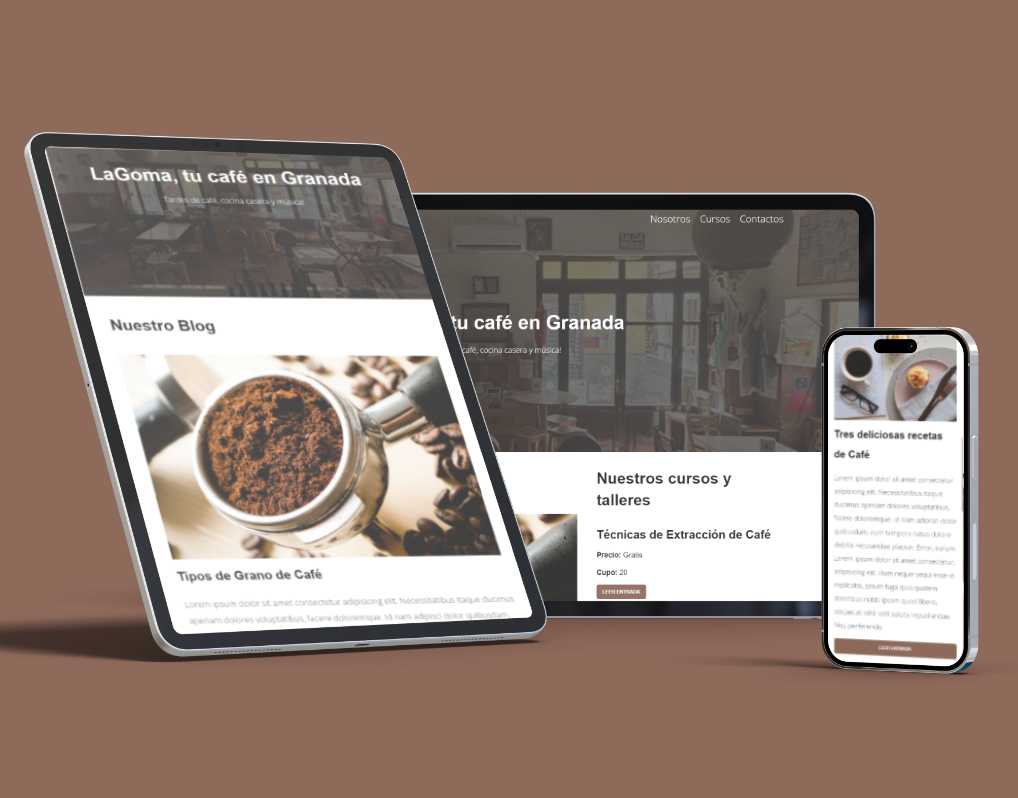 LaGoma, tu café en Granada
Tardes de café, cocina casera y música!
Nuestro Blog
Tipos de Grano de Café
Lorem ipsum dolor sit amet consectetur adipisicing elit. Necessitatibus itaque ducimus
aperiam dolores voluptatibus, facere doloremque. Id nam adipisci dolor quibusdam,
Nosotros Cursos Contactos
tu café en Granada
café, cocina casera y música!
Nuestros cursos y
talleres
Técnicas de Extracción de Café
Precio: Gratis
Cupo: 20
LEER ENTRADA
Tres deliciosas recetas
de Café
Lorem ipsum dolor sit amet consectetur
adipisicing elit. Necessitatibus itaque
ducimus aperiam dolores voluptatibus,
facere doloremque. Id nam adipisci dolor
quibusdam, eum tempora natus dolore
debitis recusandae placeat. Error, earum.
Lorem ipsum dolor sit amet consectetur,
adipisicing elit. Illum neque sequi esse id
explicabo, ipsum fuga quis quidem
doloribus nobis ipsam quod libero,
obcaecati nihil odit soluta repudiandae.
Nisi, perferendis.
LEER ENTRADA